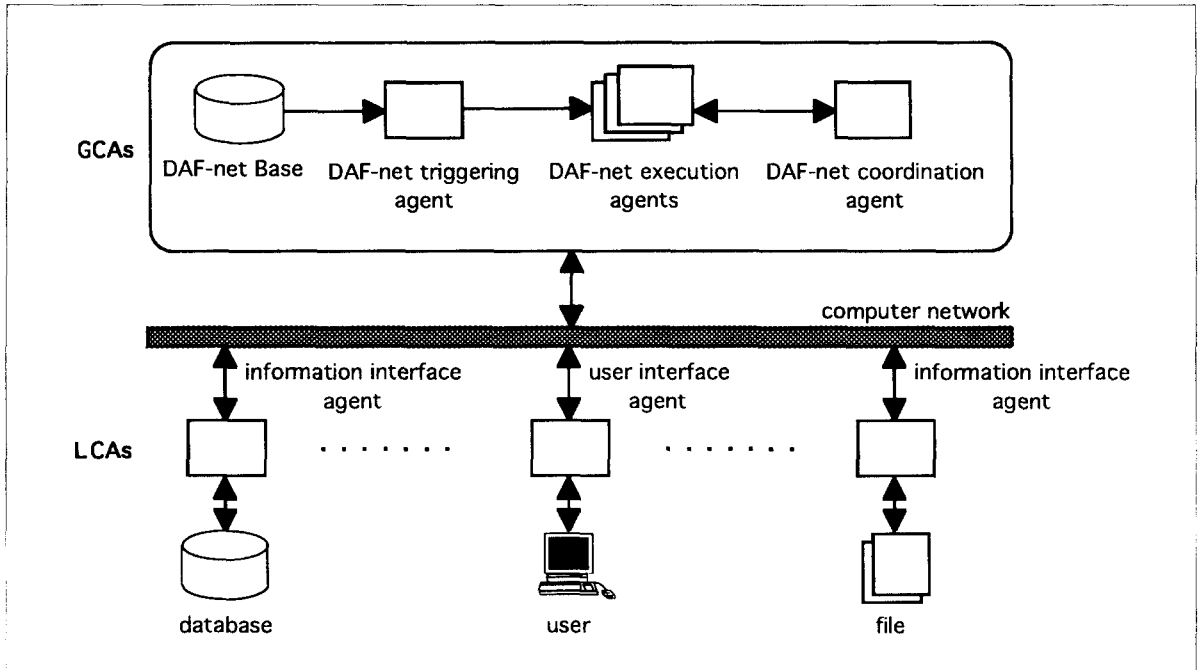 GCAs
DAF-net Base
DAF-net triggering
agent
DAF-net execution
agents
DAF-net coordination
agent
computer network
information interface
agent
user interface
agent
information interface
agent
LCAs
database
user
file